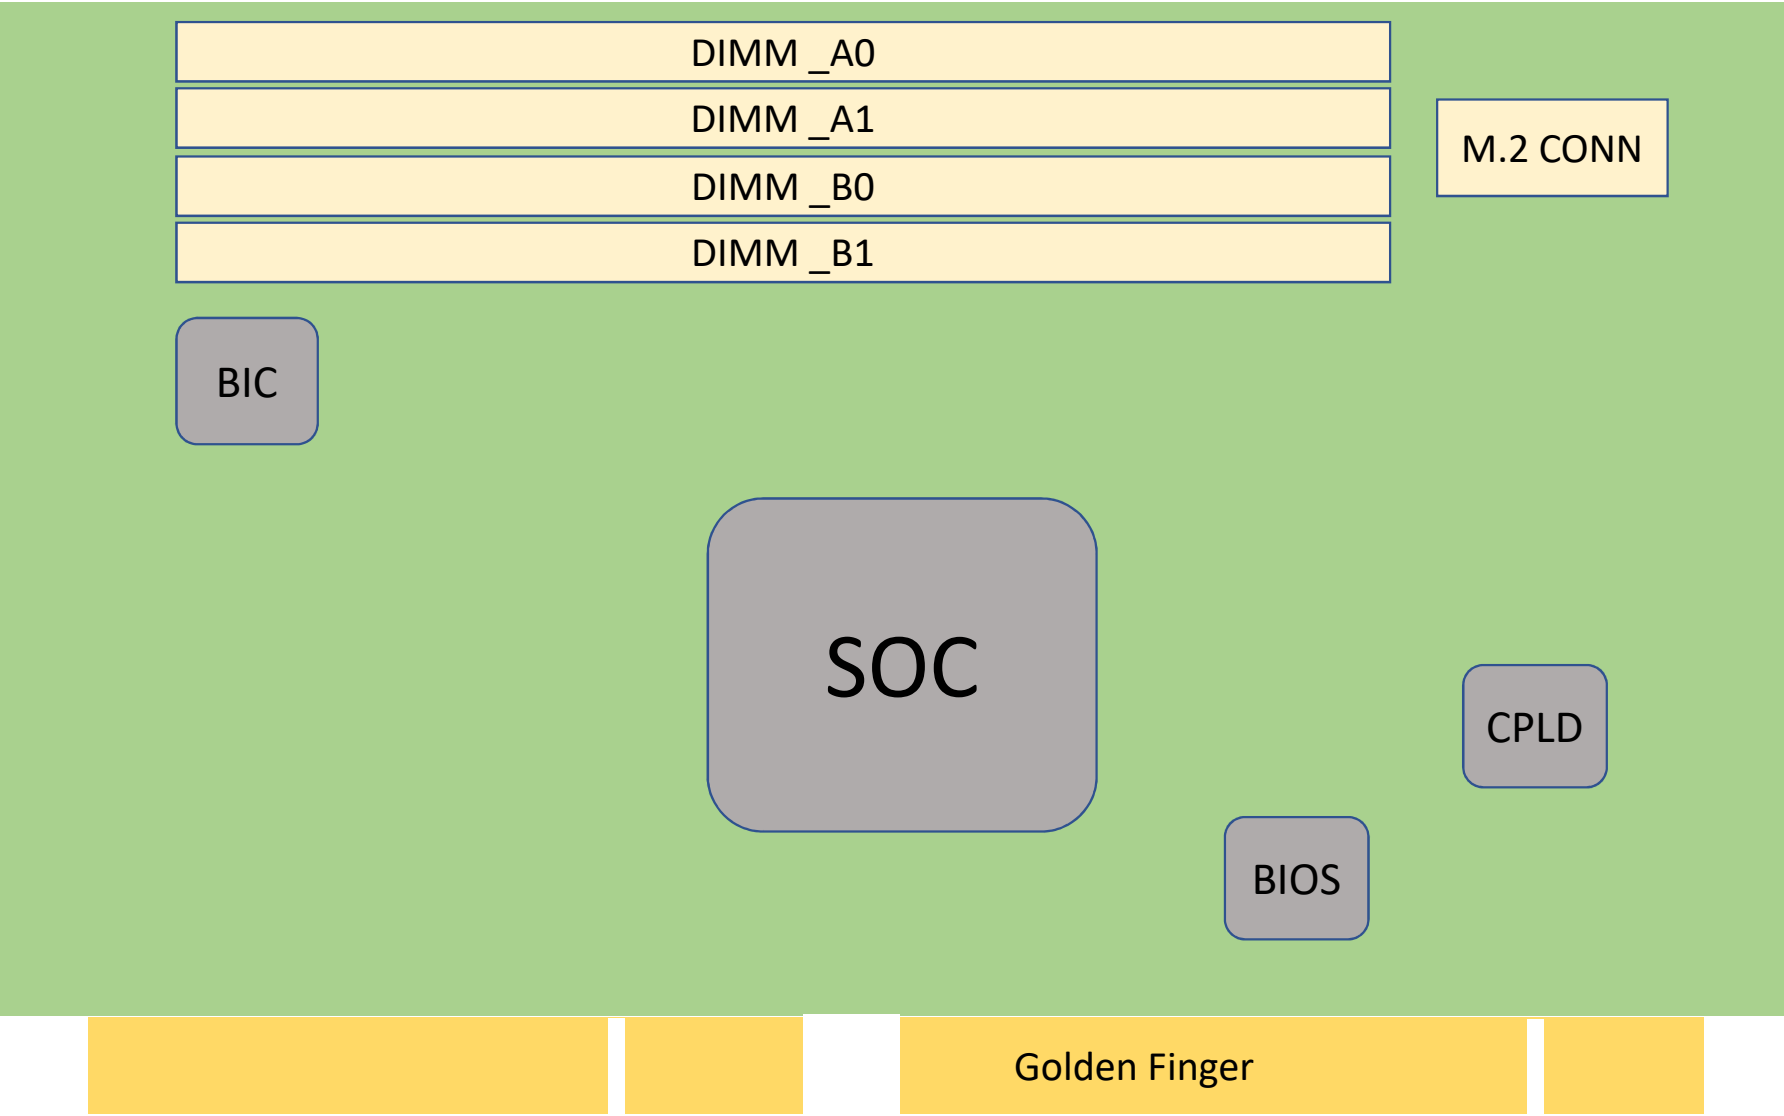 DIMM _A0
DIMM _A1
M.2 CONN
DIMM _B0
DIMM _B1
BIC
SOC
CPLD
BIOS
Golden Finger